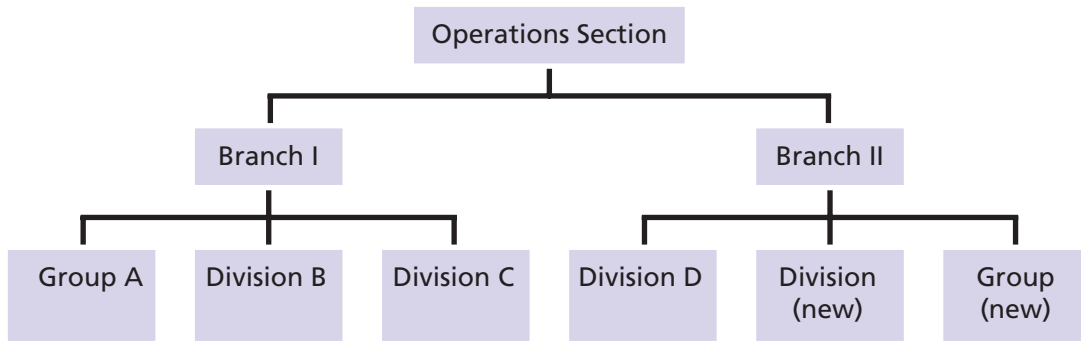 Operations Section
Branch I
Branch II
Group A
Division B
Division C
Division D
Division
(new)
Group
(new)